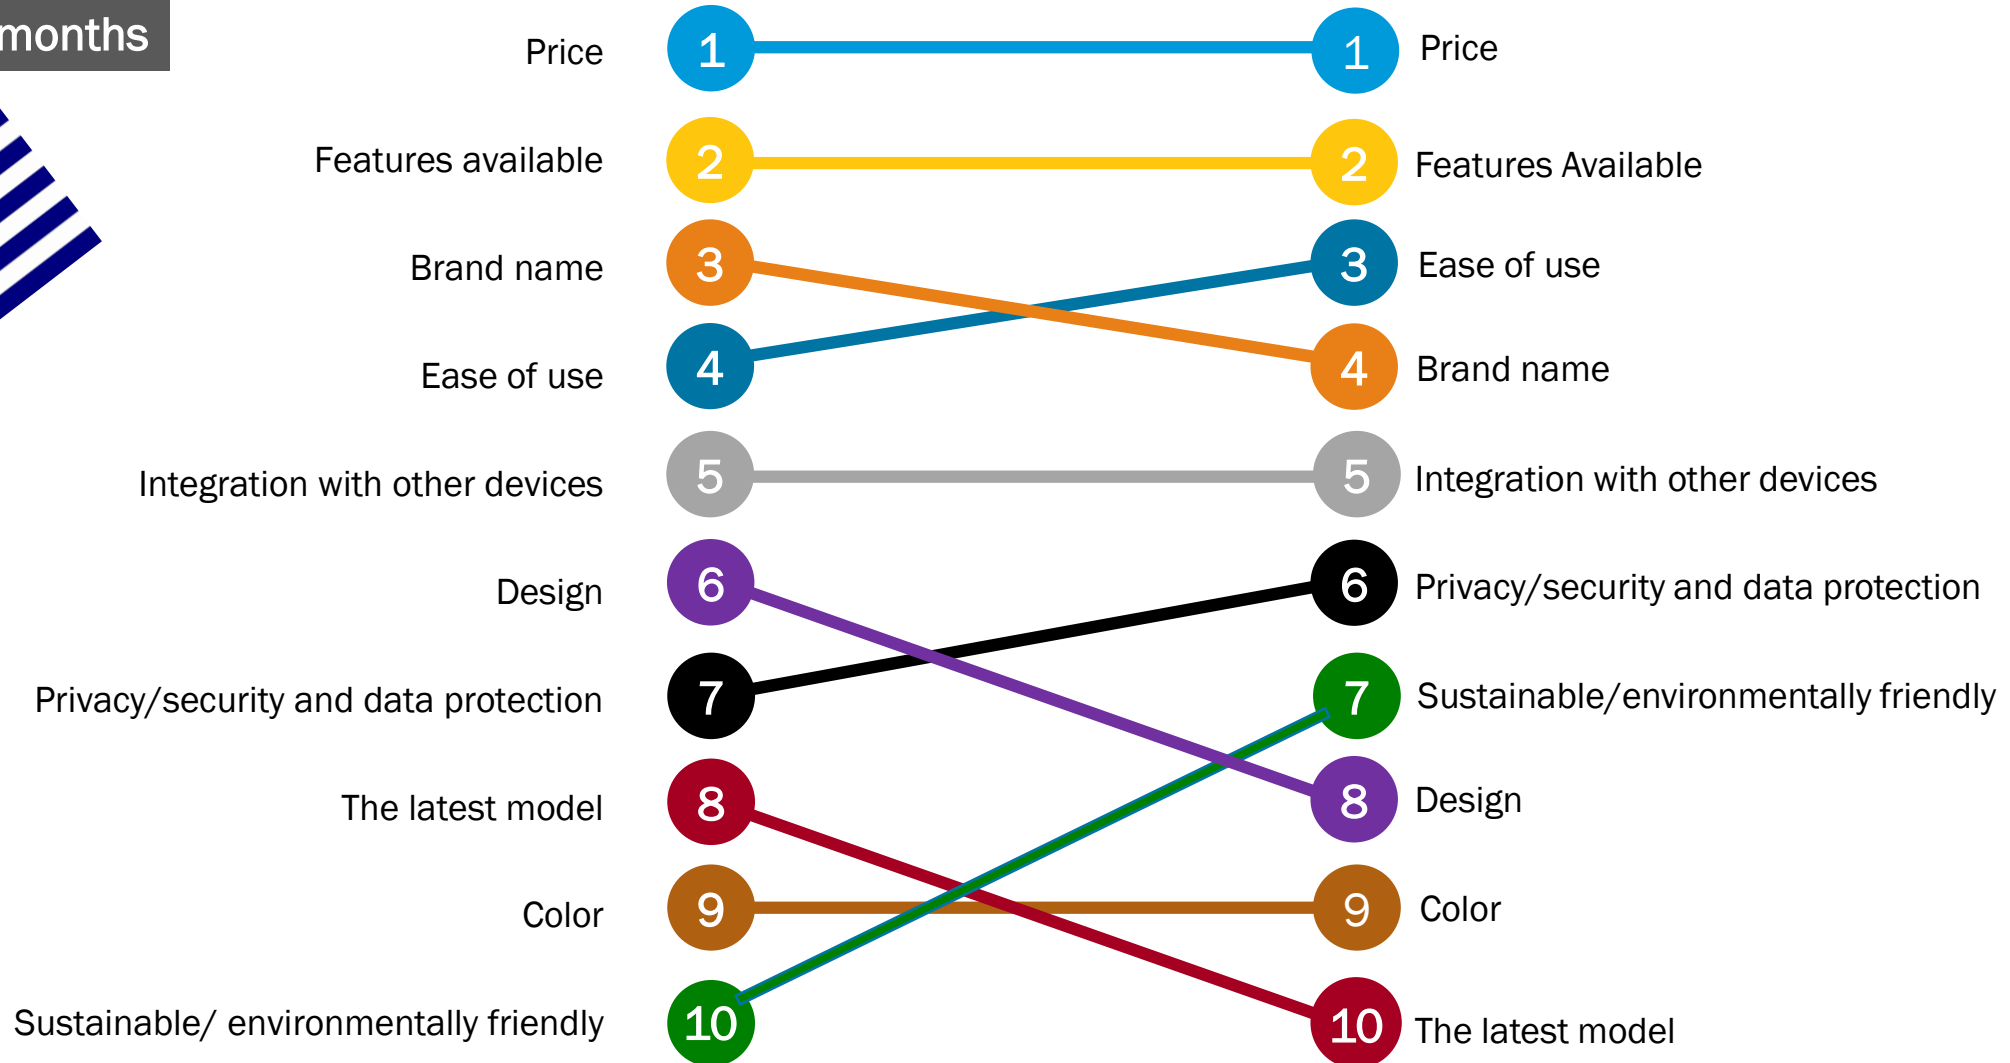 months
Price 1 1 Price
Features available 2 2 Features Available
Brand name 3 3 Ease of use
Ease of use 4 4 Brand name
Integration with other devices 5 5 Integration with other devices
Design 6 6 Privacy/security and data protection
Privacy/security and data protection 7 7 Sustainable/environmentally friendly
The latest model 8 8 Design
Color 9 9 Color
Sustainable/ environmentally friendly 10 10 The latest model